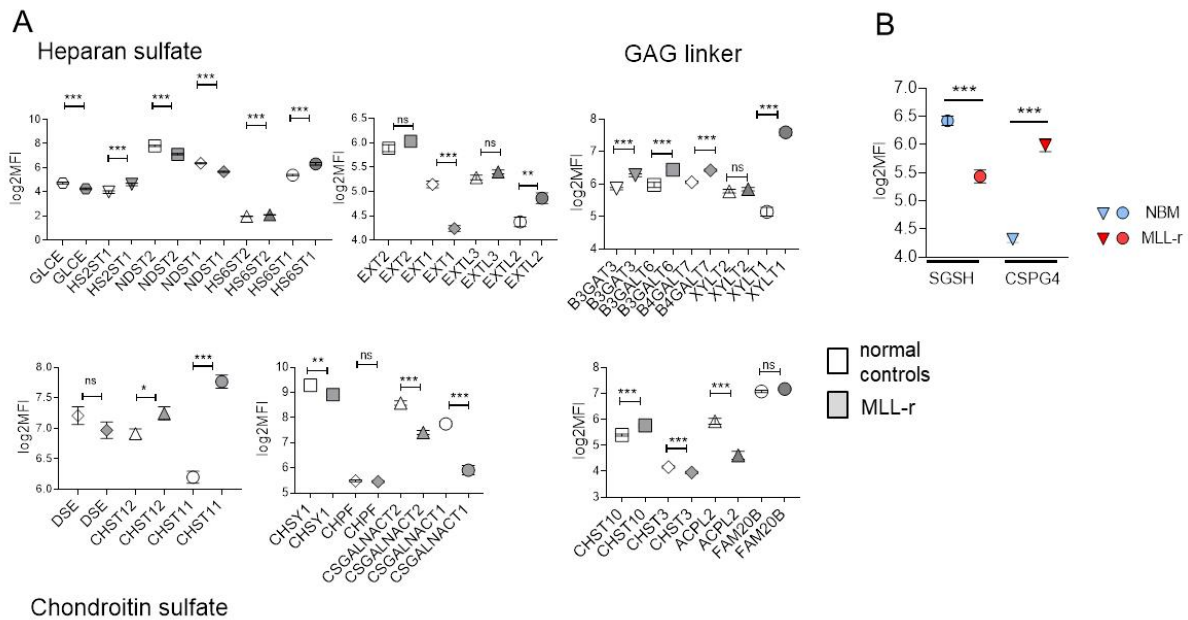 A
B
Heparan sulfate
GAG linker
*** *** *** *** *** ***
log2MFI
10
8
6
4
2
0
GLCE
GLCE
HS2ST1
HS2ST1
NDST2
NDST2
NDST1
NDST1
HS6ST2
HS6ST2
HS6ST1
HS6ST1
ns *** ns **
log2MFI
6.5
6.0
5.5
5.0
4.5
4.0
EXT2
EXT2
EXT1
EXT1
EXTL3
EXTL3
EXTL2
EXTL2
*** *** *** ns ***
log2MFI
8
7
6
5
4
B3GAT3
B3GAT3
B3GALT6
B3GALT6
B4GALT7
B4GALT7
XYLT2
XYLT2
XYLT1
XYLT1
*** ***
log2MFI
7.0
6.5
6.0
5.5
5.0
4.5
4.0
SGSH
CSPG4
NBM
MLL-r
ns * ***
log2MFI
8.0
7.5
7.0
6.5
6.0
DSE
DSE
CHST12
CHST12
CHST11
CHST11
** ns *** ***
log2MFI
10
9
8
7
6
5
CHSY1
CHSY1
CHPF
CHPF
CSGALNACT2
CSGALNACT2
CSGALNACT1
CSGALNACT1
*** *** *** ns
log2MFI
8
7
6
5
4
3
CHST10
CHST10
CHST3
CHST3
ACPL2
ACPL2
FAM20B
FAM20B
normal
controls
MLL-r
Chondroitin sulfate